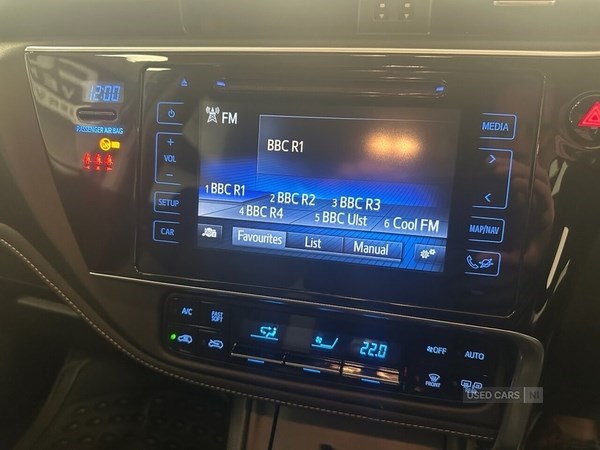 12:00
PASSENGER AIR BAG
FM
BBC R1
1 BBC R1
2 BBC R2
3 BBC R3
4 BBC R4
5 BBC Ulst
6 Cool FM
Favourites
List
Manual
+
VOL
-
SETUP
CAR
MEDIA
>
<
MAP/NAV
A/C
FAST
SOFT
22.0
OFF
AUTO
FRONT
REAR
USED CARS NI